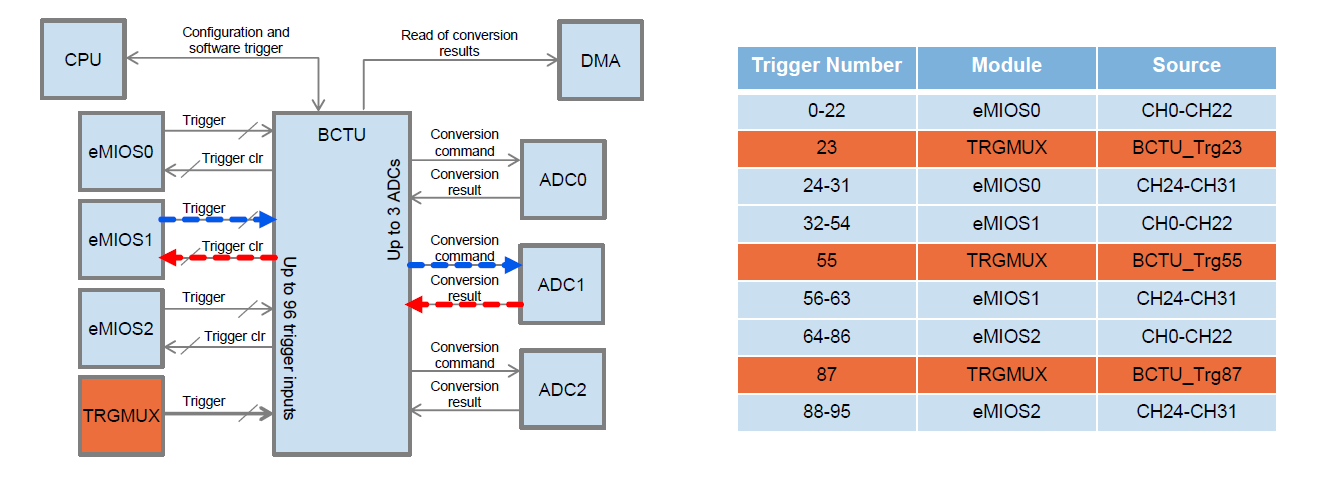 Configuration and
software trigger
Read of conversion
results
CPU
DMA
eMIOS0
Trigger
Trigger clr
eMIOS1
Trigger
Trigger clr
eMIOS2
Trigger
Trigger clr
TRGMUX
Trigger
BCTU
Up to 96 trigger inputs
Up to 3 ADCs
Conversion
command
Conversion
result
ADC0
Conversion
command
Conversion
result
ADC1
Conversion
command
Conversion
result
ADC2
Trigger Number Module Source
0-22 eMIOS0 CH0-CH22
23 TRGMUX BCTU_Trg23
24-31 eMIOS0 CH24-CH31
32-54 eMIOS1 CH0-CH22
55 TRGMUX BCTU_Trg55
56-63 eMIOS1 CH24-CH31
64-86 eMIOS2 CH0-CH22
87 TRGMUX BCTU_Trg87
88-95 eMIOS2 CH24-CH31